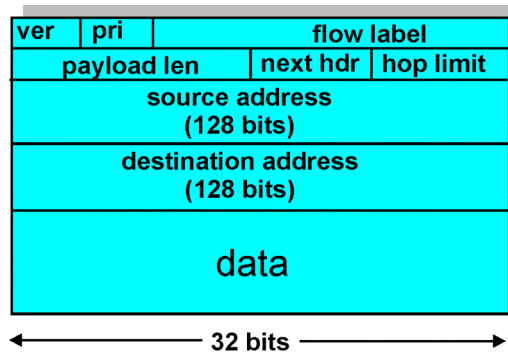 ver pri flow label
payload len next hdr hop limit
source address
(128 bits)
destination address
(128 bits)
data
32 bits